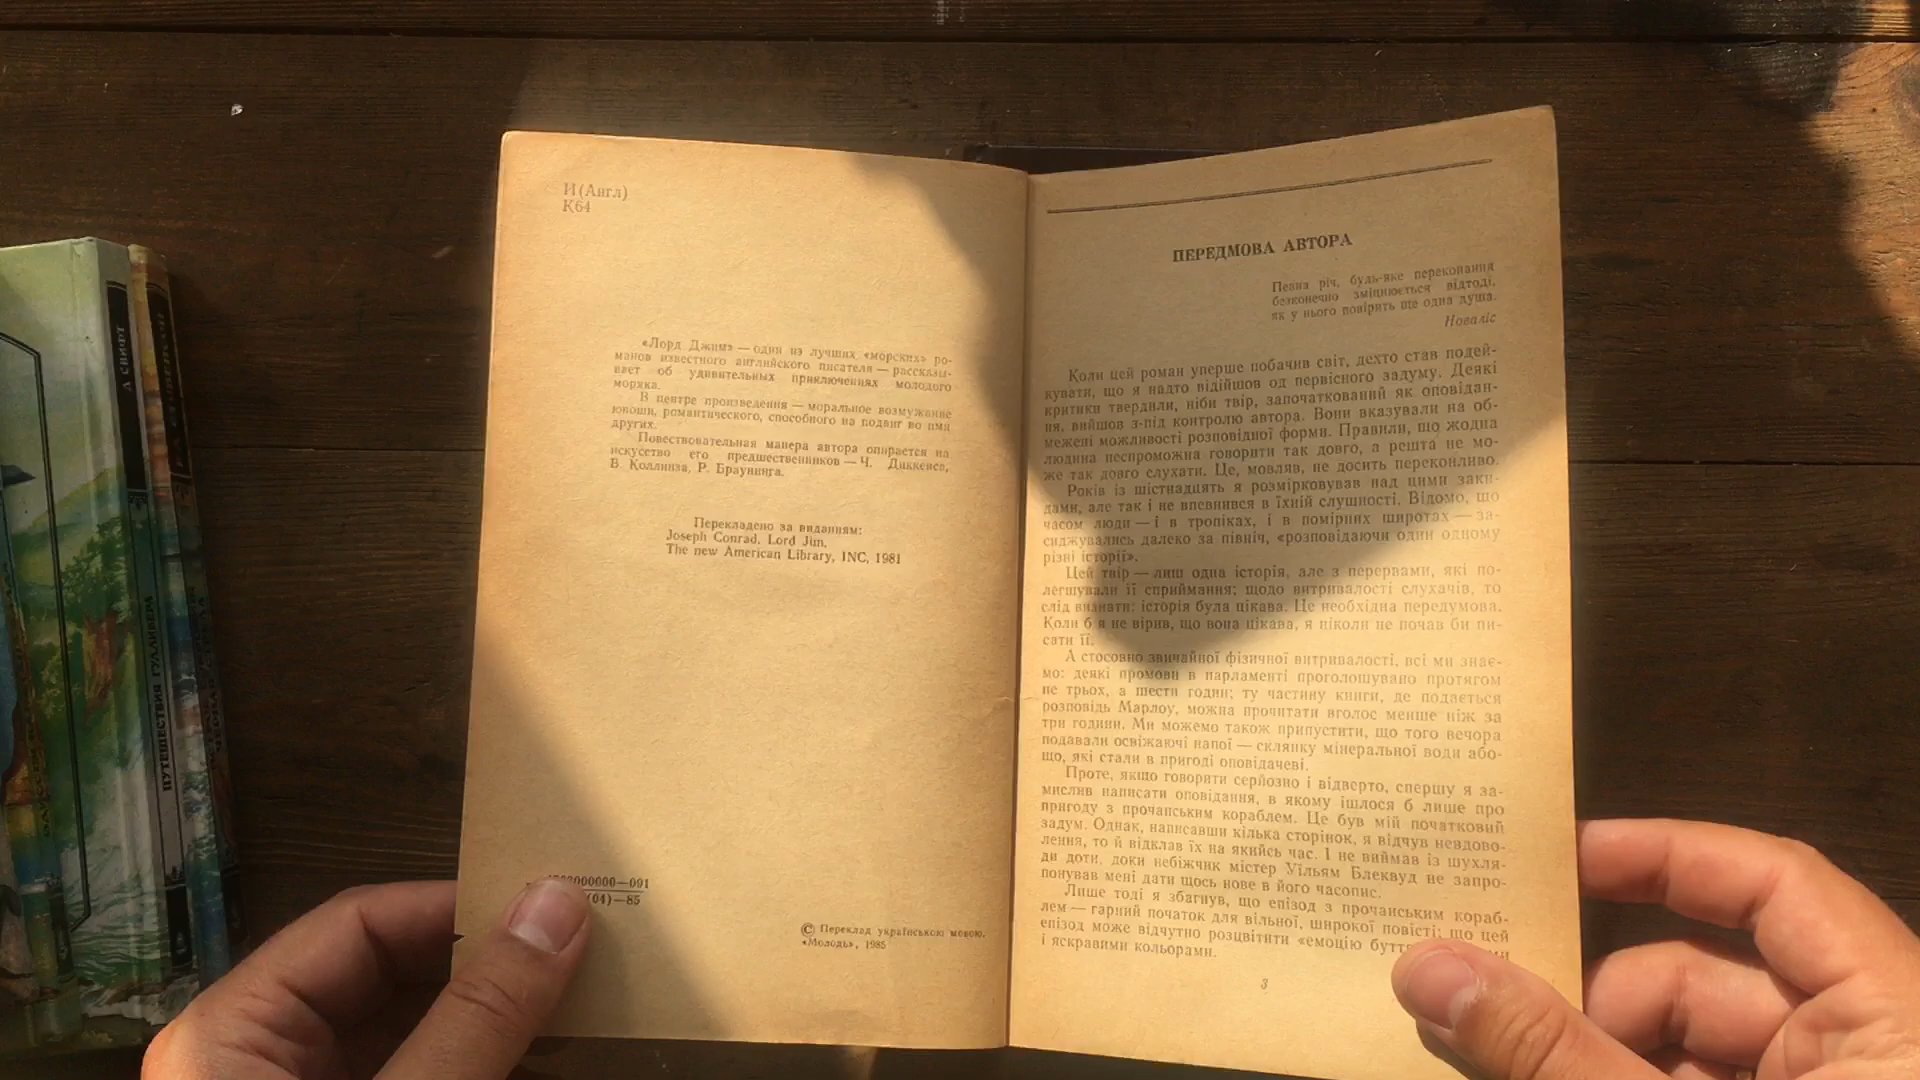 И(Англ)
К64
«Лорд Джим» — один из лучших «морских» ро-
манов известного английского писателя — рассказы-
вает об удивительных приключениях молодого
моряка.
В центре произведения — моральное возмужание
юноши, романтического, способного на подвиг во имя
других.
Повествовательная манера автора опирается на
искусство его предшественников — Ч. Диккенса,
В. Коллинза, Р. Браунинга.
Перекладено за виданням:
Joseph Conrad, Lord Jim,
The new American Library, INC, 1981
000000—091
(04)—85
© Переклад українською мовою.
«Молодь», 1985
ПЕРЕДМОВА АВТОРА
Певна річ, будь-яке переконання
безконечно зміцнюється відтоді,
як у нього повірить ще одна душа.
Новаліс
Коли цей роман уперше побачив світ, дехто став подей-
кувати, що я надто відійшов од первісного задуму. Деякі
критики твердили, ніби твір, започаткований як оповідан-
ня, вийшов з-під контролю автора. Вони вказували на об-
межені можливості розповідної форми. Правили, що жодна
людина неспроможна говорити так довго, а решта не мо-
же так довго слухати. Це, мовляв, не досить переконливо.
Років із шістнадцять я розмірковував над цими заки-
дами, але так і не впевнився в їхній слушності. Відомо, що
часом люди — і в тропіках, і в помірних широтах — за-
сиджувались далеко за північ, «розповідаючи один одному
різні історії».
Цей твір — лиш одна історія, але з перервами, які по-
легшували її сприймання; щодо витривалості слухачів, то
слід визнати: історія була цікава. Це необхідна передумова.
Коли б я не вірив, що вона цікава, я ніколи не почав би пи-
сати її.
А стосовно звичайної фізичної витривалості, всі ми знає-
мо: деякі промови в парламенті проголошувано протягом
не трьох, а шести годин; ту частину книги, де подається
розповідь Марлоу, можна прочитати вголос менше ніж за
три години. Ми можемо також припустити, що того вечора
подавали освіжаючі напої — склянку мінеральної води або-
що, які стали в пригоді оповідачеві.
Проте, якщо говорити серйозно і відверто, спершу я за-
мислив написати оповідання, в якому ішлося б лише про
пригоду з прочанським кораблем. Це був мій початковий
задум. Однак, написавши кілька сторінок, я відчув невдово-
лення, то й відклав їх на якийсь час. І не виймав із шухля-
ди доти, доки небіжчик містер Уільям Блеквуд не запро-
понував мені дати щось нове в його часопис.
Лише тоді я збагнув, що епізод з прочанським кораб-
лем — гарний початок для вільної, широкої повісті; що цей
епізод може відчутно розцвітити «емоцію буття
і яскравими кольорами.
3
Д СВИФТ
ПУТЕШЕСТВИЯ ГУЛЛИВЕРА